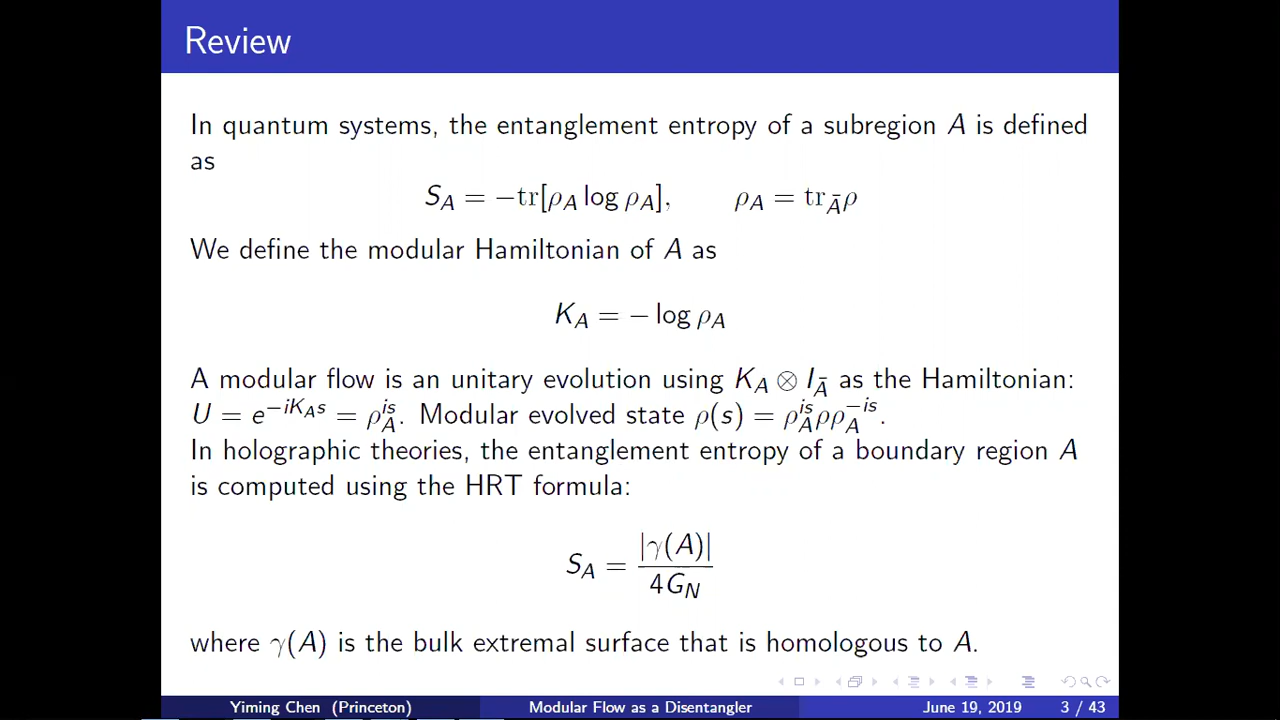 Review
In quantum systems, the entanglement entropy of a subregion A is defined
as
S_A = −tr[ρ_A log ρ_A],  ρ_A = tr_Ā ρ
We define the modular Hamiltonian of A as
K_A = − log ρ_A
A modular flow is an unitary evolution using K_A ⊗ I_Ā as the Hamiltonian:
U = e^{−iK_A s} = ρ_A^{is}. Modular evolved state ρ(s) = ρ_A^{is} ρ ρ_A^{−is}.
In holographic theories, the entanglement entropy of a boundary region A
is computed using the HRT formula:
S_A = |γ(A)| / 4G_N
where γ(A) is the bulk extremal surface that is homologous to A.
Yiming Chen (Princeton) Modular Flow as a Disentangler June 19, 2019 3 / 43